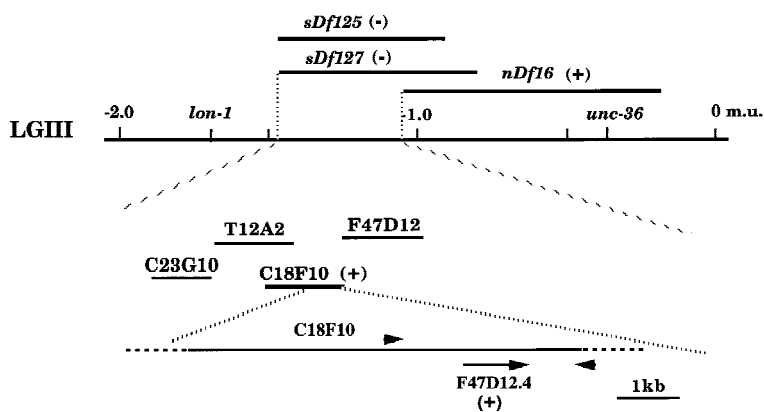 sDf125 (-)
sDf127 (-)
nDf16 (+)
-2.0 lon-1 -1.0 unc-36 0 m.u.
LGIII
T12A2 F47D12
C23G10
C18F10 (+)
C18F10
F47D12.4
(+)
1kb